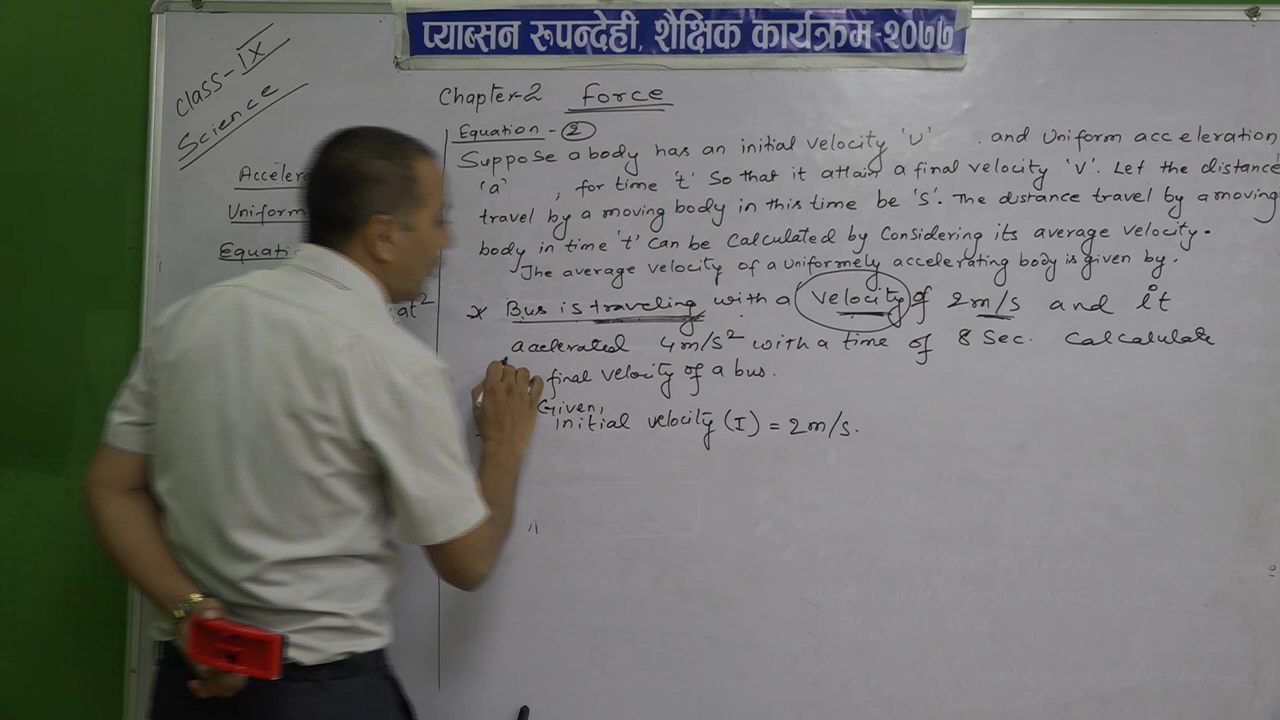 प्याब्सन रुपन्देही, शैक्षिक कार्यक्रम-२०७७
Class-IX
Science
Chapter-2 Force
Equation - 2
Suppose a body has an initial velocity 'u' . and Uniform acceleration
'a' , for time 't' So that it attain a final velocity 'v'. Let the distance
travel by a moving body in this time be 's'. The distance travel by a moving
body in time 't' can be Calculated by Considering its average velocity.
The average velocity of a Uniformely accelerating body is given by.
* Bus is traveling with a velocity of 2m/s and it
accelerated 4m/s² with a time of 8 Sec. Calcalulate
final velocity of a bus.
Given,
initial velocity (I) = 2m/s.
Uniform
at²